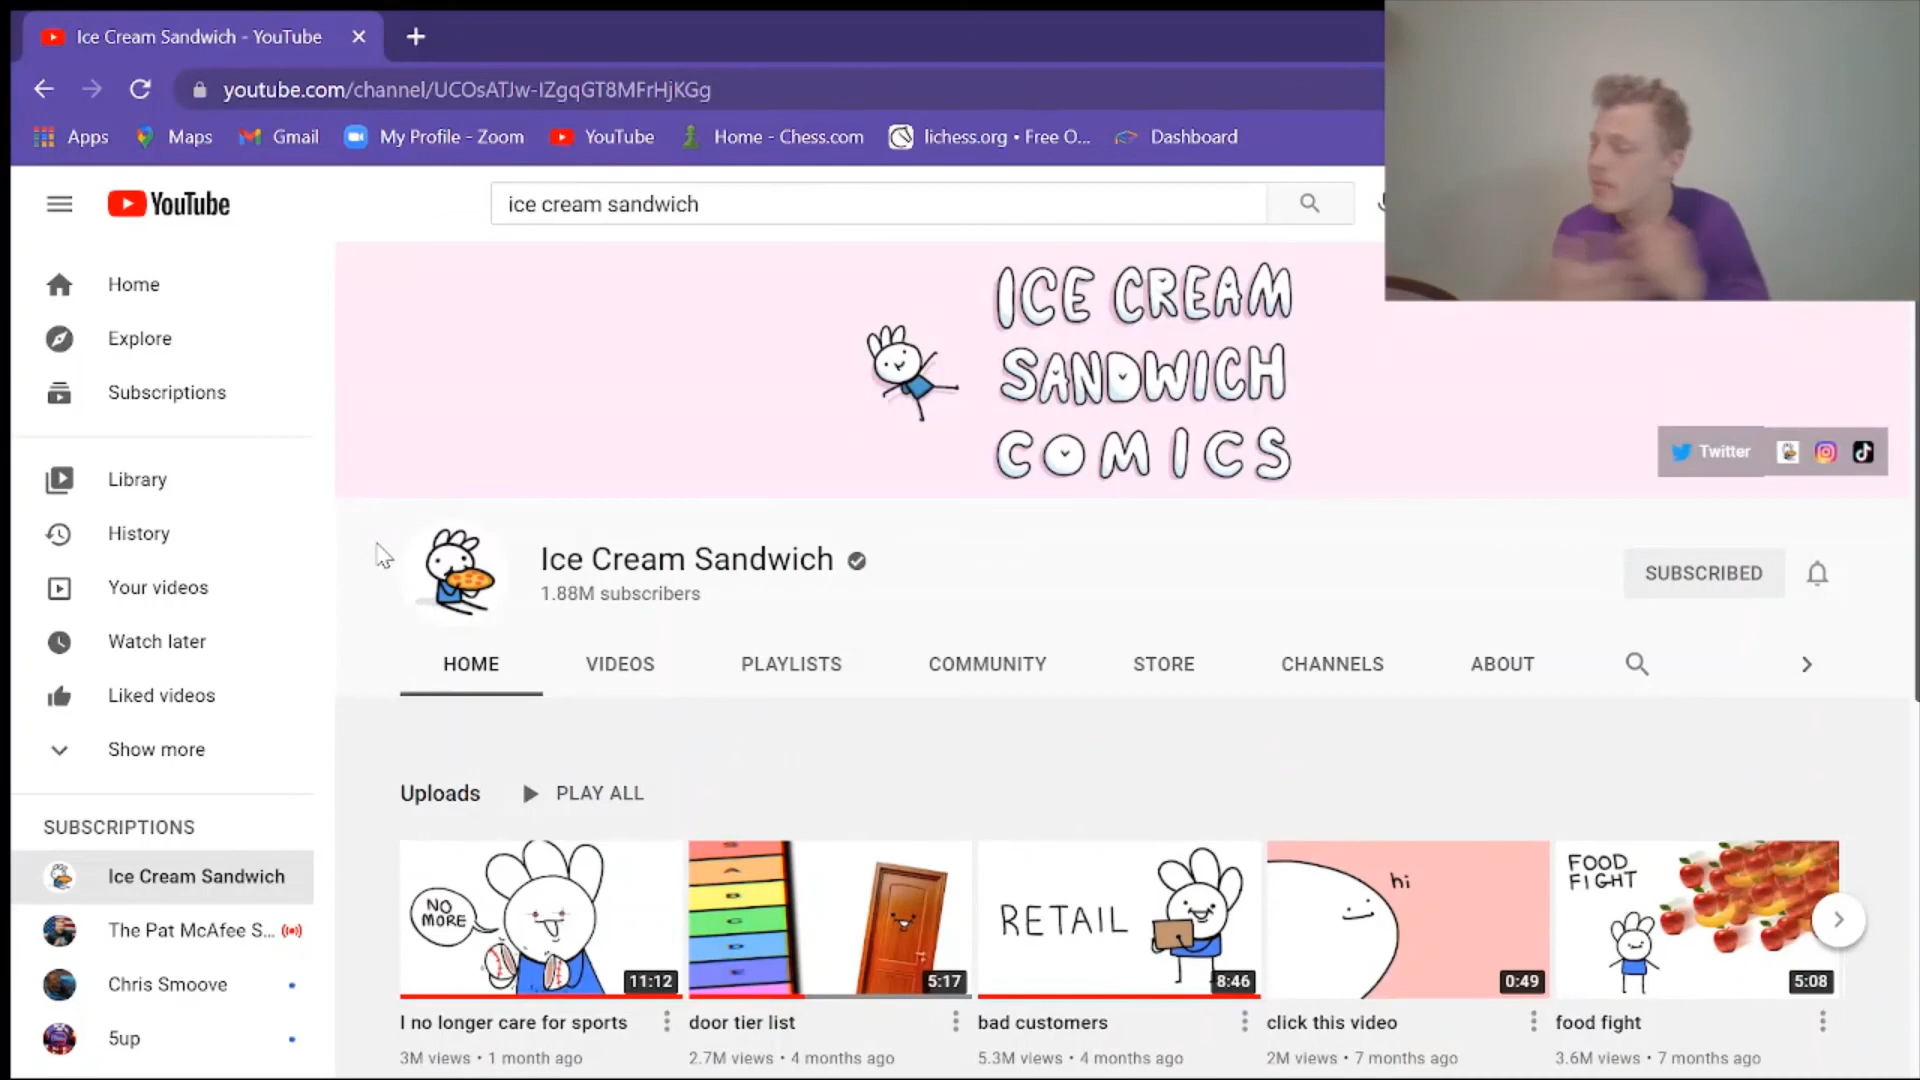 Ice Cream Sandwich - YouTube
youtube.com/channel/UCOsATJw-IZgqGT8MFrHjKGg
Apps
Maps
Gmail
My Profile - Zoom
YouTube
Home - Chess.com
lichess.org • Free O...
Dashboard
YouTube
ice cream sandwich
Home
Explore
Subscriptions
Library
History
Your videos
Watch later
Liked videos
Show more
SUBSCRIPTIONS
Ice Cream Sandwich
The Pat McAfee S...
Chris Smoove
5up
ICE CREAM
SANDWICH
COMICS
Twitter
Ice Cream Sandwich
1.88M subscribers
SUBSCRIBED
HOME
VIDEOS
PLAYLISTS
COMMUNITY
STORE
CHANNELS
ABOUT
Uploads
PLAY ALL
NO
MORE
11:12
I no longer care for sports
3M views • 1 month ago
S
A
B
C
D
E
5:17
door tier list
2.7M views • 4 months ago
RETAIL
8:46
bad customers
5.3M views • 4 months ago
hi
0:49
click this video
2M views • 7 months ago
FOOD
FIGHT
5:08
food fight
3.6M views • 7 months ago